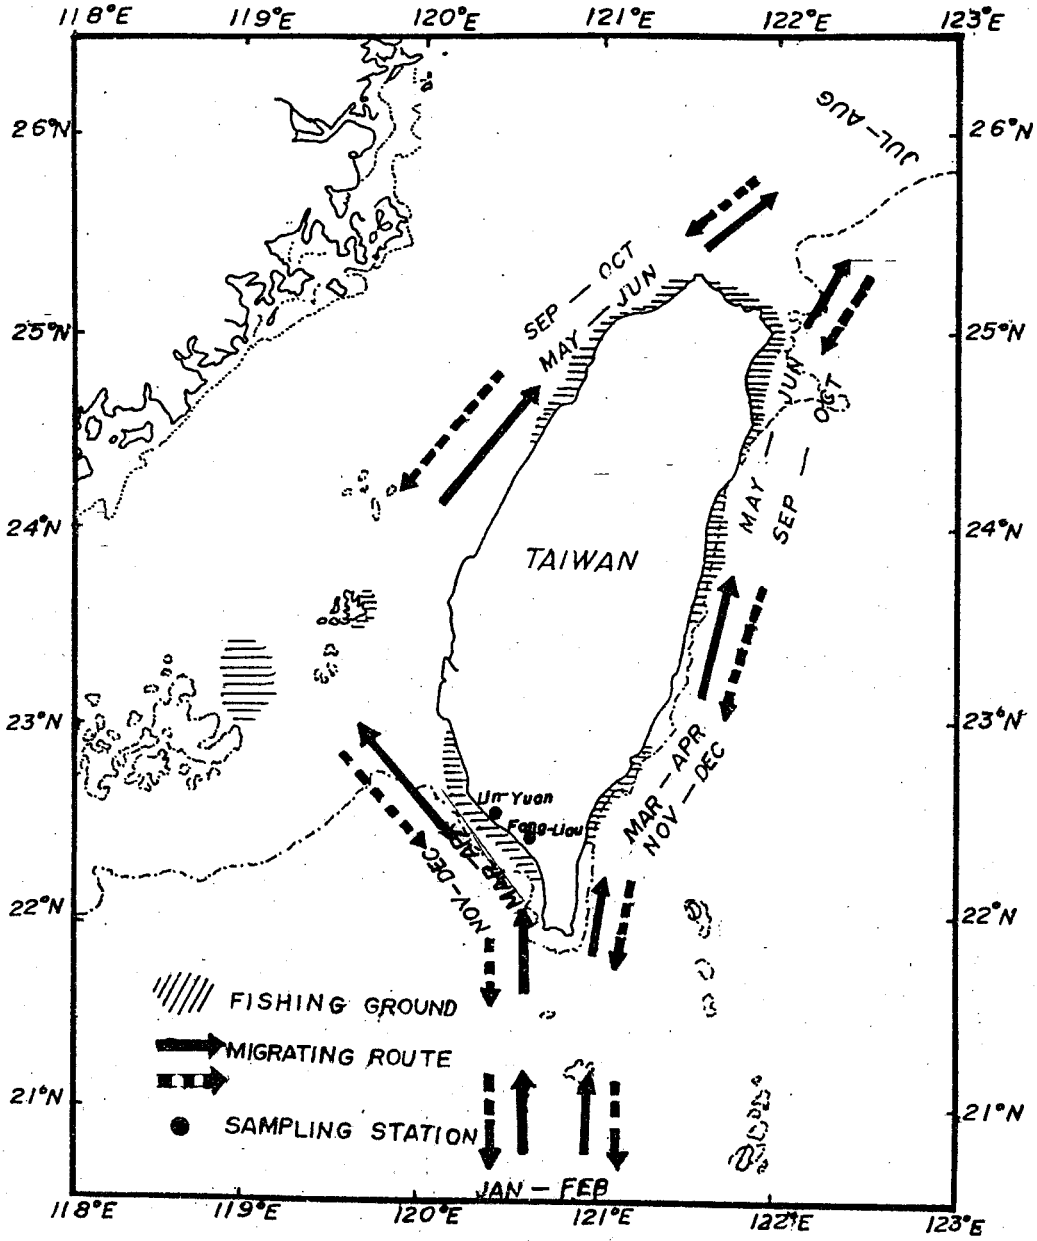 118°E 119°E 120°E 121°E 122°E 123°E
JUL-AUG
26°N 26°N
SEP — OCT
MAY — JUN
25°N 25°N
MAY — JUN
SEP — OCT
24°N 24°N
TAIWAN
23°N 23°N
MAR — APR
NOV — DEC
Lin-Yuan
Fang-Liau
MAR-APR
NOV-DEC
22°N 22°N
FISHING GROUND
MIGRATING ROUTE
21°N 21°N
SAMPLING STATION
JAN — FEB
118°E 119°E 120°E 121°E 122°E 123°E